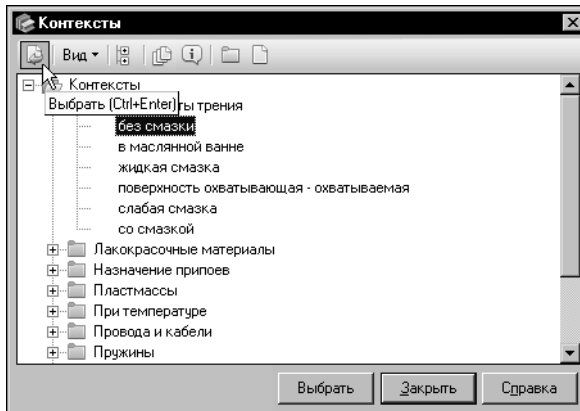 Контексты
Вид
Контексты
Выбрать (Ctrl+Enter)
ты трения
без смазки
в маслянной ванне
жидкая смазка
поверхность охватывающая - охватываемая
слабая смазка
со смазкой
Лакокрасочные материалы
Назначение припоев
Пластмассы
При температуре
Провода и кабели
Пружины
Выбрать Закрыть Справка